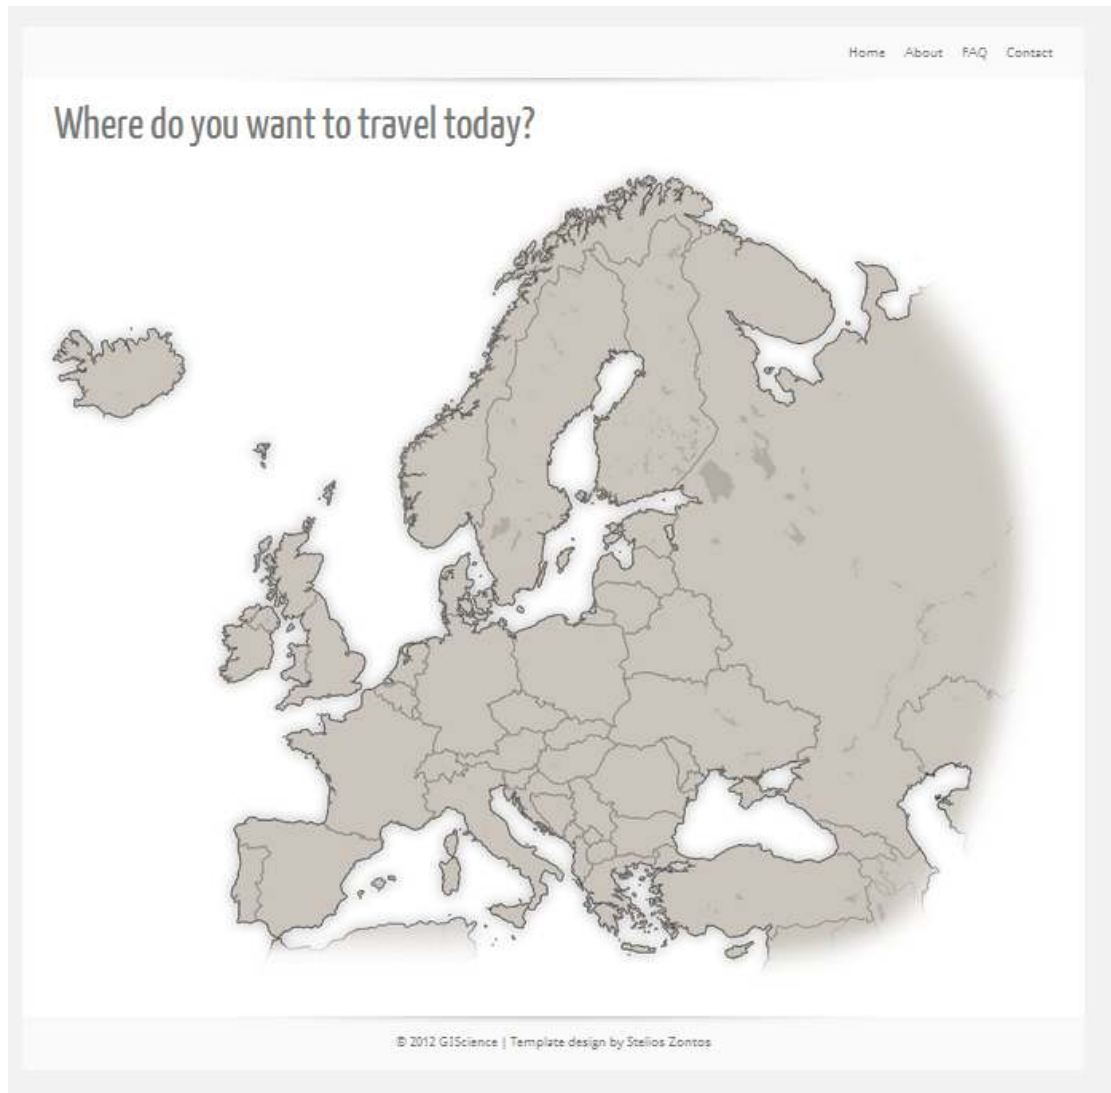 Home About FAQ Contact
Where do you want to travel today?
© 2012 GIScience | Template design by Stelios Zontos